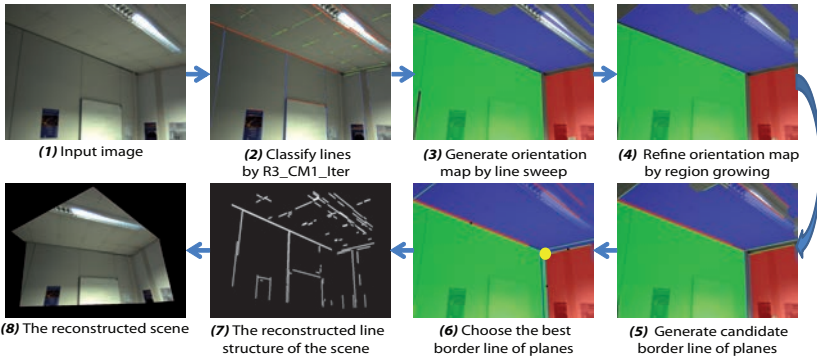 (1) Input image
(2) Classify lines
by R3_CM1_Iter
(3) Generate orientation
map by line sweep
(4) Refine orientation map
by region growing
(8) The reconstructed scene
(7) The reconstructed line
structure of the scene
(6) Choose the best
border line of planes
(5) Generate candidate
border line of planes